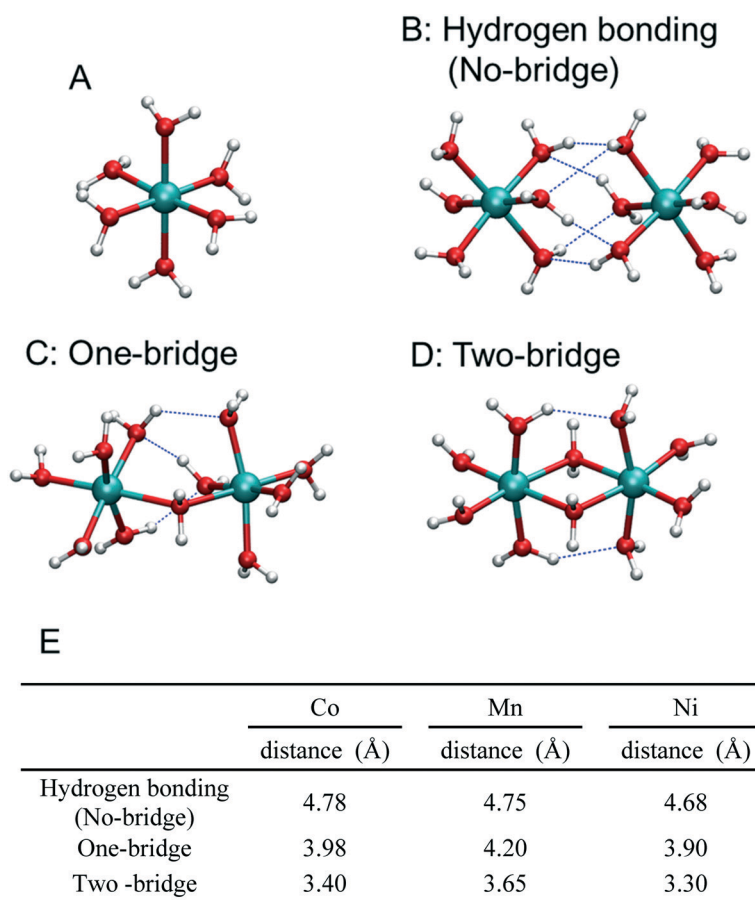 A
B: Hydrogen bonding
(No-bridge)
C: One-bridge
D: Two-bridge
E
Co Mn Ni
distance (Å) distance (Å) distance (Å)
Hydrogen bonding
(No-bridge) 4.78 4.75 4.68
One-bridge 3.98 4.20 3.90
Two -bridge 3.40 3.65 3.30